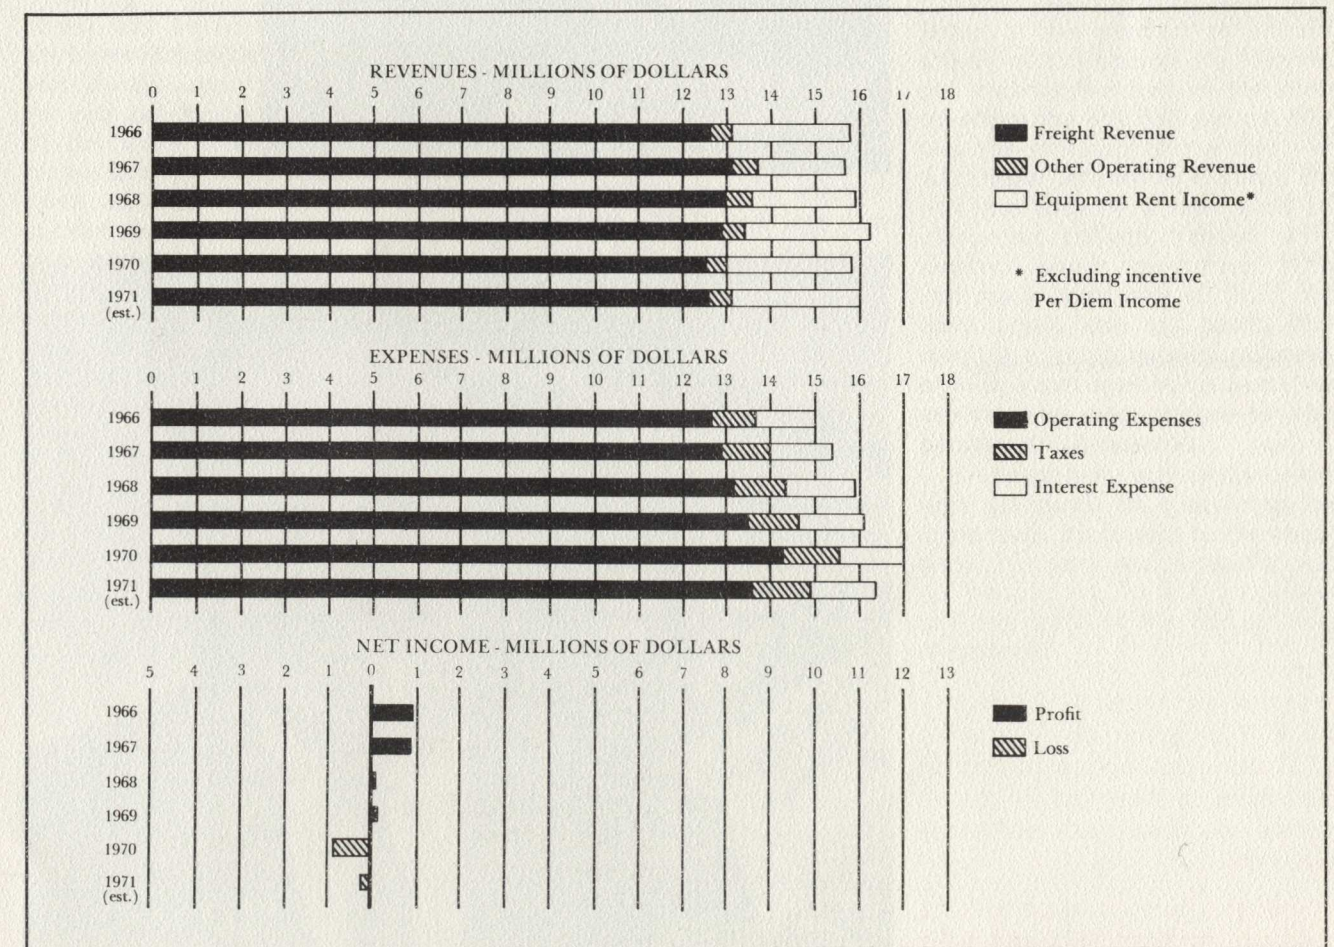 REVENUES - MILLIONS OF DOLLARS
0 1 2 3 4 5 6 7 8 9 10 11 12 13 14 15 16 17 18
1966
1967
1968
1969
1970
1971
(est.)
Freight Revenue
Other Operating Revenue
Equipment Rent Income*
* Excluding incentive
Per Diem Income
EXPENSES - MILLIONS OF DOLLARS
0 1 2 3 4 5 6 7 8 9 10 11 12 13 14 15 16 17 18
1966
1967
1968
1969
1970
1971
(est.)
Operating Expenses
Taxes
Interest Expense
NET INCOME - MILLIONS OF DOLLARS
5 4 3 2 1 0 1 2 3 4 5 6 7 8 9 10 11 12 13
1966
1967
1968
1969
1970
1971
(est.)
Profit
Loss